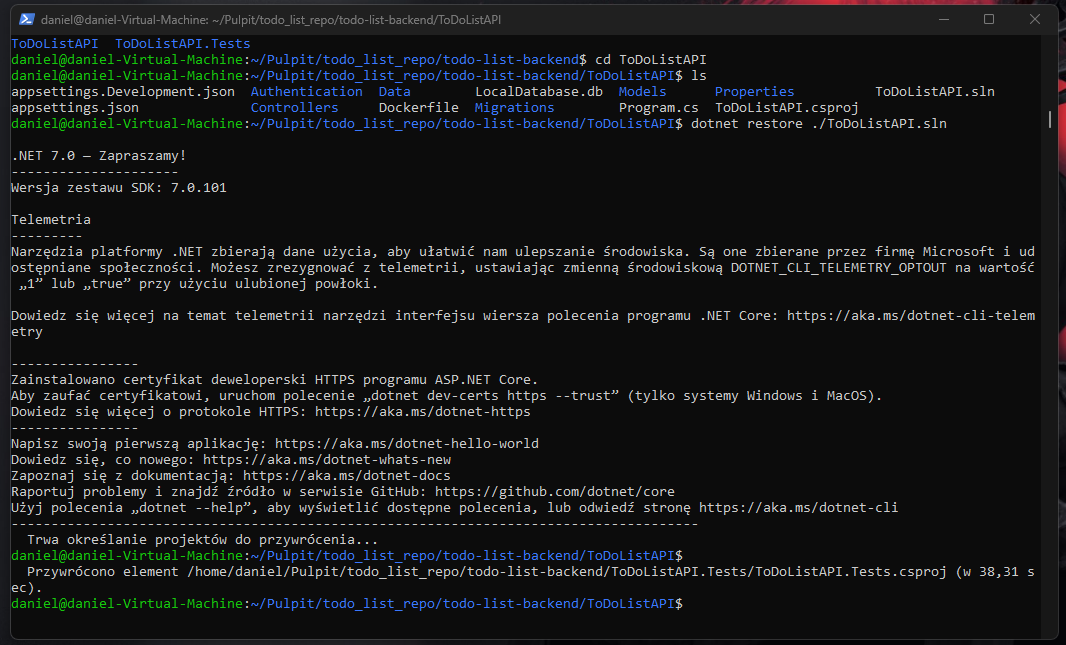 daniel@daniel-Virtual-Machine: ~/Pulpit/todo_list_repo/todo-list-backend/ToDoListAPI
ToDoListAPI  ToDoListAPI.Tests
daniel@daniel-Virtual-Machine:~/Pulpit/todo_list_repo/todo-list-backend$ cd ToDoListAPI
daniel@daniel-Virtual-Machine:~/Pulpit/todo_list_repo/todo-list-backend/ToDoListAPI$ ls
appsettings.Development.json  Authentication  Data        LocalDatabase.db  Models      Properties          ToDoListAPI.sln
appsettings.json              Controllers     Dockerfile  Migrations        Program.cs  ToDoListAPI.csproj
daniel@daniel-Virtual-Machine:~/Pulpit/todo_list_repo/todo-list-backend/ToDoListAPI$ dotnet restore ./ToDoListAPI.sln
.NET 7.0 — Zapraszamy!
---------------------
Wersja zestawu SDK: 7.0.101
Telemetria
---------
Narzędzia platformy .NET zbierają dane użycia, aby ułatwić nam ulepszanie środowiska. Są one zbierane przez firmę Microsoft i ud
ostępniane społeczności. Możesz zrezygnować z telemetrii, ustawiając zmienną środowiskową DOTNET_CLI_TELEMETRY_OPTOUT na wartość
„1” lub „true” przy użyciu ulubionej powłoki.
Dowiedz się więcej na temat telemetrii narzędzi interfejsu wiersza polecenia programu .NET Core: https://aka.ms/dotnet-cli-telem
etry
----------------
Zainstalowano certyfikat deweloperski HTTPS programu ASP.NET Core.
Aby zaufać certyfikatowi, uruchom polecenie „dotnet dev-certs https --trust” (tylko systemy Windows i MacOS).
Dowiedz się więcej o protokole HTTPS: https://aka.ms/dotnet-https
----------------
Napisz swoją pierwszą aplikację: https://aka.ms/dotnet-hello-world
Dowiedz się, co nowego: https://aka.ms/dotnet-whats-new
Zapoznaj się z dokumentacją: https://aka.ms/dotnet-docs
Raportuj problemy i znajdź źródło w serwisie GitHub: https://github.com/dotnet/core
Użyj polecenia „dotnet --help”, aby wyświetlić dostępne polecenia, lub odwiedź stronę https://aka.ms/dotnet-cli
--------------------------------------------------------------------------------------
Trwa określanie projektów do przywrócenia...
daniel@daniel-Virtual-Machine:~/Pulpit/todo_list_repo/todo-list-backend/ToDoListAPI$
Przywrócono element /home/daniel/Pulpit/todo_list_repo/todo-list-backend/ToDoListAPI.Tests/ToDoListAPI.Tests.csproj (w 38,31 s
ec).
daniel@daniel-Virtual-Machine:~/Pulpit/todo_list_repo/todo-list-backend/ToDoListAPI$